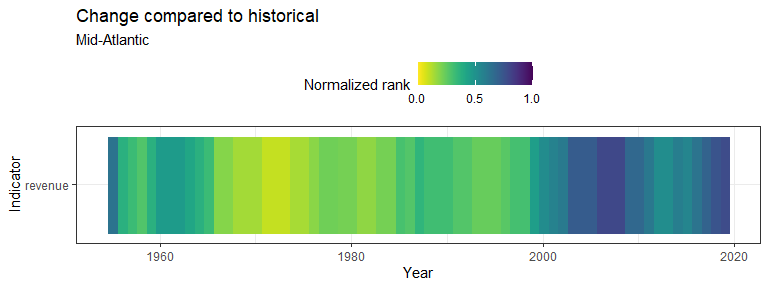 Change compared to historical
Mid-Atlantic
Normalized rank
0.0 0.5 1.0
Indicator
revenue
1960 1980 2000 2020
Year